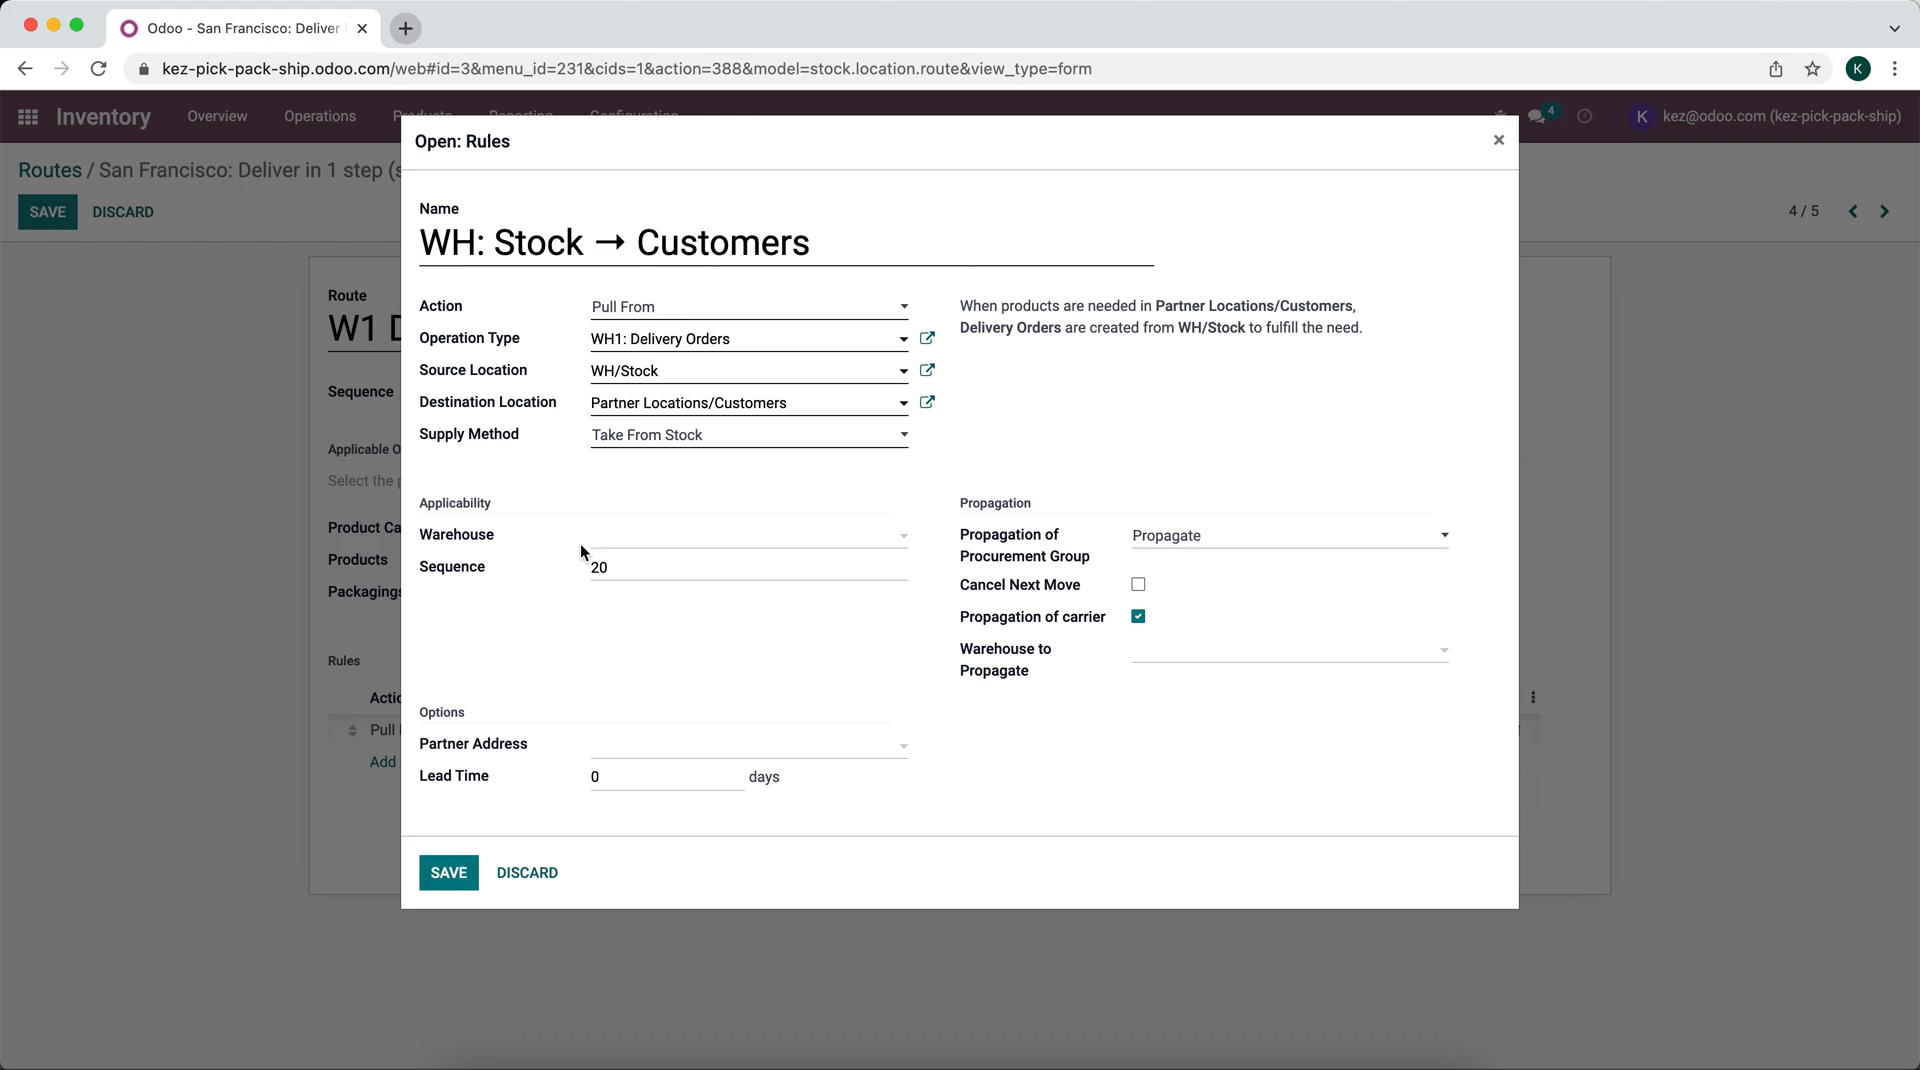 Odoo - San Francisco: Deliver
kez-pick-pack-ship.odoo.com/web#id=3&menu_id=231&cids=1&action=388&model=stock.location.route&view_type=form
K
Inventory
Overview
Operations
Products
Reporting
Configuration
4
K
kez@odoo.com (kez-pick-pack-ship)
Routes / San Francisco: Deliver in 1 step (s
SAVE
DISCARD
4 / 5
Route
W1 D
Sequence
Applicable O
Select the p
Product Ca
Products
Packagings
Rules
Actio
Pull
Add
Open: Rules
×
Name
WH: Stock → Customers
Action
Pull From
Operation Type
WH1: Delivery Orders
Source Location
WH/Stock
Destination Location
Partner Locations/Customers
Supply Method
Take From Stock
When products are needed in Partner Locations/Customers,
Delivery Orders are created from WH/Stock to fulfill the need.
Applicability
Warehouse
Sequence
20
Propagation
Propagation of
Procurement Group
Propagate
Cancel Next Move
Propagation of carrier
Warehouse to
Propagate
Options
Partner Address
Lead Time
0
days
SAVE
DISCARD